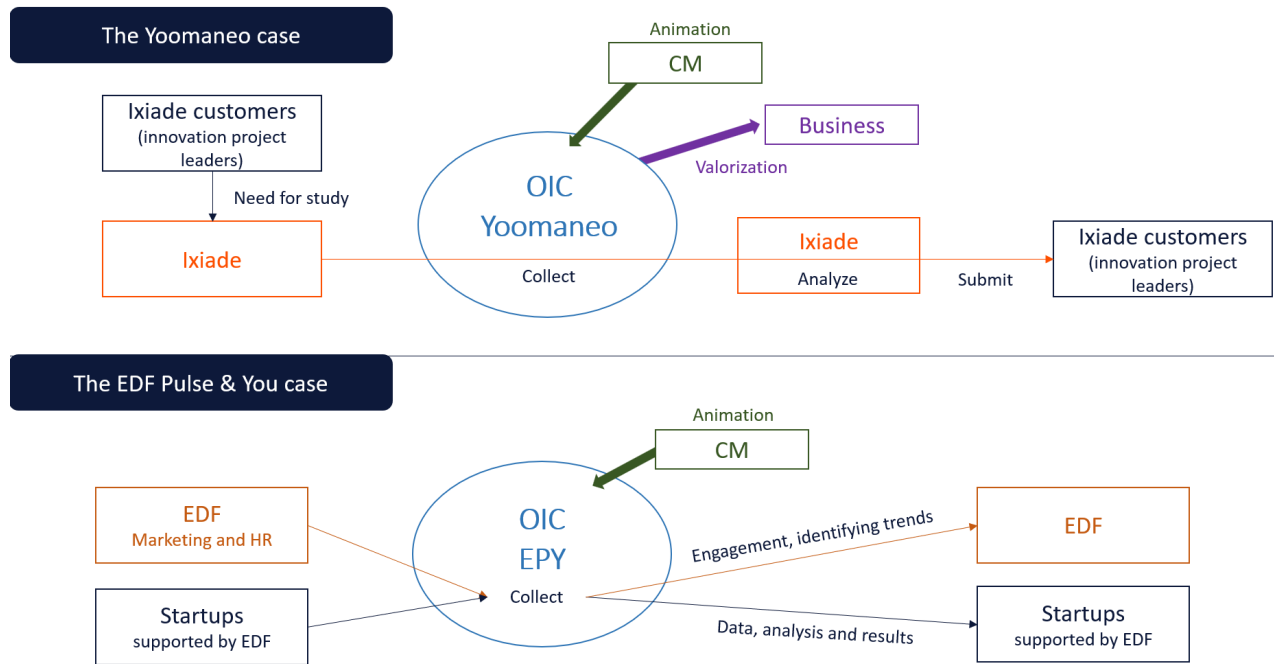 The Yoomaneo case
Animation
CM
Ixiade customers
(innovation project
leaders)
Business
Valorization
OIC
Yoomaneo
Need for study
Ixiade
Collect
Ixiade
Analyze
Submit
Ixiade customers
(innovation project
leaders)
The EDF Pulse & You case
Animation
CM
EDF
Marketing and HR
OIC
EPY
Collect
Engagement, identifying trends
EDF
Startups
supported by EDF
Data, analysis and results
Startups
supported by EDF